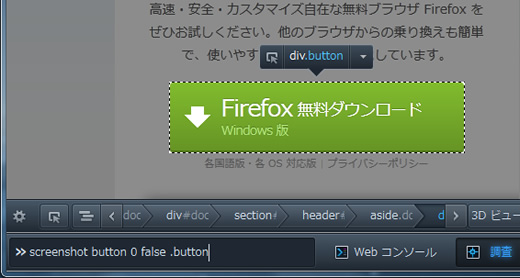 高速・安全・カスタマイズ自在な無料ブラウザ Firefox を
ぜひお試しください。他のブラウザからの乗り換えも簡単
で、使いやす div.button しています。
Firefox 無料ダウンロード
Windows 版
各国語版・各 OS 対応版 | プライバシーポリシー
doc div#doc section# header# aside.do d 3D ビュー
» screenshot button 0 false .button Web コンソール 調査